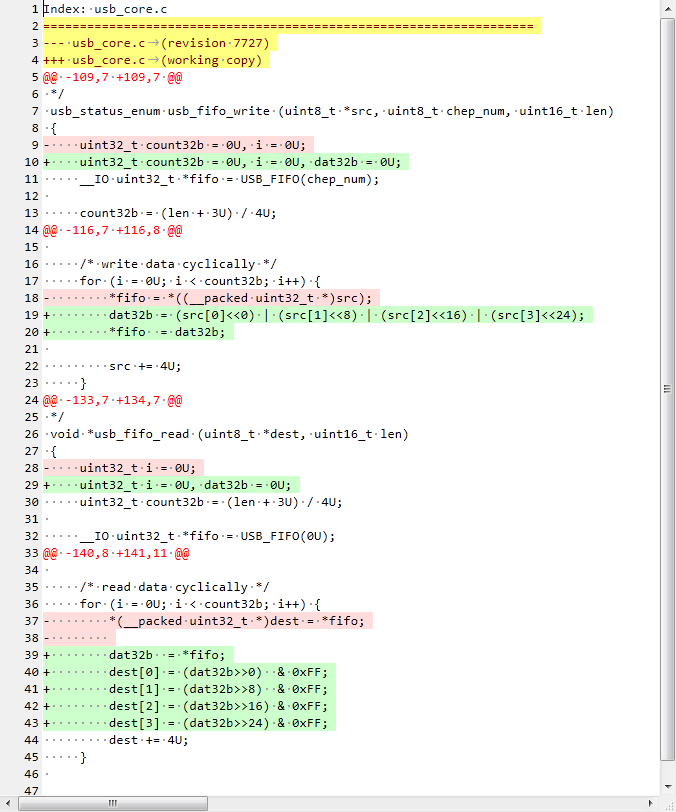 1 Index: usb_core.c
2 ===================================================================
3 --- usb_core.c (revision 7727)
4 +++ usb_core.c (working copy)
5 @@ -109,7 +109,7 @@
6  */
7  usb_status_enum usb_fifo_write (uint8_t *src, uint8_t chep_num, uint16_t len)
8  {
9 -    uint32_t count32b = 0U, i = 0U;
10 +    uint32_t count32b = 0U, i = 0U, dat32b = 0U;
11      __IO uint32_t *fifo = USB_FIFO(chep_num);
12
13      count32b = (len + 3U) / 4U;
14 @@ -116,7 +116,8 @@
15
16      /* write data cyclically */
17      for (i = 0U; i < count32b; i++) {
18 -        *fifo = *((__packed uint32_t *)src);
19 +        dat32b = (src[0]<<0) | (src[1]<<8) | (src[2]<<16) | (src[3]<<24);
20 +        *fifo  = dat32b;
21
22          src += 4U;
23      }
24 @@ -133,7 +134,7 @@
25  */
26  void *usb_fifo_read (uint8_t *dest, uint16_t len)
27  {
28 -    uint32_t i = 0U;
29 +    uint32_t i = 0U, dat32b = 0U;
30      uint32_t count32b = (len + 3U) / 4U;
31
32      __IO uint32_t *fifo = USB_FIFO(0U);
33 @@ -140,8 +141,11 @@
34
35      /* read data cyclically */
36      for (i = 0U; i < count32b; i++) {
37 -        *(__packed uint32_t *)dest = *fifo;
38 -
39 +        dat32b  = *fifo;
40 +        dest[0] = (dat32b>>0)  & 0xFF;
41 +        dest[1] = (dat32b>>8)  & 0xFF;
42 +        dest[2] = (dat32b>>16) & 0xFF;
43 +        dest[3] = (dat32b>>24) & 0xFF;
44          dest += 4U;
45      }
46
47